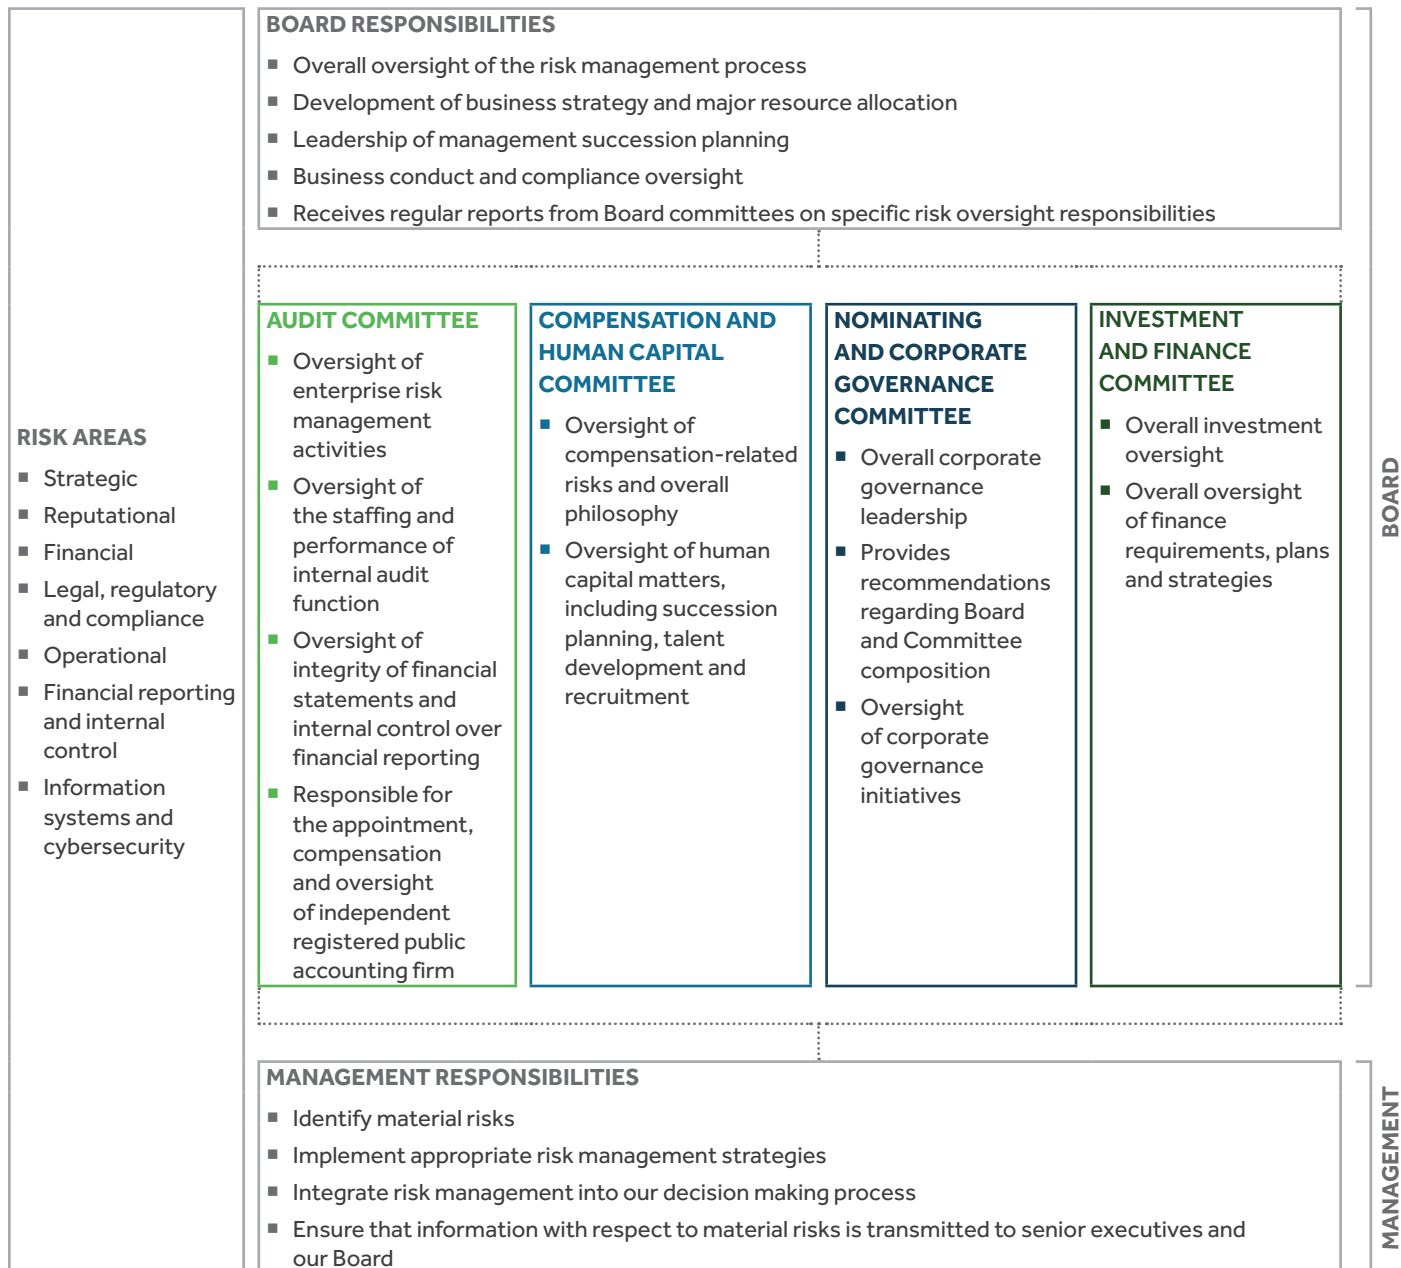 BOARD RESPONSIBILITIES
■ Overall oversight of the risk management process
■ Development of business strategy and major resource allocation
■ Leadership of management succession planning
■ Business conduct and compliance oversight
■ Receives regular reports from Board committees on specific risk oversight responsibilities
RISK AREAS
■ Strategic
■ Reputational
■ Financial
■ Legal, regulatory
and compliance
■ Operational
■ Financial reporting
and internal
control
■ Information
systems and
cybersecurity
AUDIT COMMITTEE
■ Oversight of
enterprise risk
management
activities
■ Oversight of
the staffing and
performance of
internal audit
function
■ Oversight of
integrity of financial
statements and
internal control over
financial reporting
■ Responsible for
the appointment,
compensation
and oversight
of independent
registered public
accounting firm
COMPENSATION AND
HUMAN CAPITAL
COMMITTEE
■ Oversight of
compensation-related
risks and overall
philosophy
■ Oversight of human
capital matters,
including succession
planning, talent
development and
recruitment
NOMINATING
AND CORPORATE
GOVERNANCE
COMMITTEE
■ Overall corporate
governance
leadership
■ Provides
recommendations
regarding Board
and Committee
composition
■ Oversight
of corporate
governance
initiatives
INVESTMENT
AND FINANCE
COMMITTEE
■ Overall investment
oversight
■ Overall oversight
of finance
requirements, plans
and strategies
BOARD
MANAGEMENT RESPONSIBILITIES
■ Identify material risks
■ Implement appropriate risk management strategies
■ Integrate risk management into our decision making process
■ Ensure that information with respect to material risks is transmitted to senior executives and
our Board
MANAGEMENT